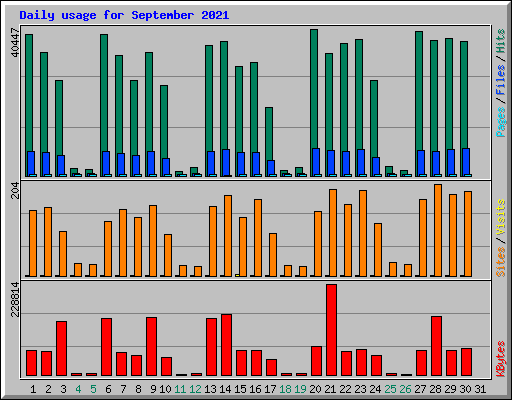 Daily usage for September 2021
40447
Pages / Files / Hits
204
Sites / Visits
228814
KBytes
1 2 3 4 5 6 7 8 9 10 11 12 13 14 15 16 17 18 19 20 21 22 23 24 25 26 27 28 29 30 31